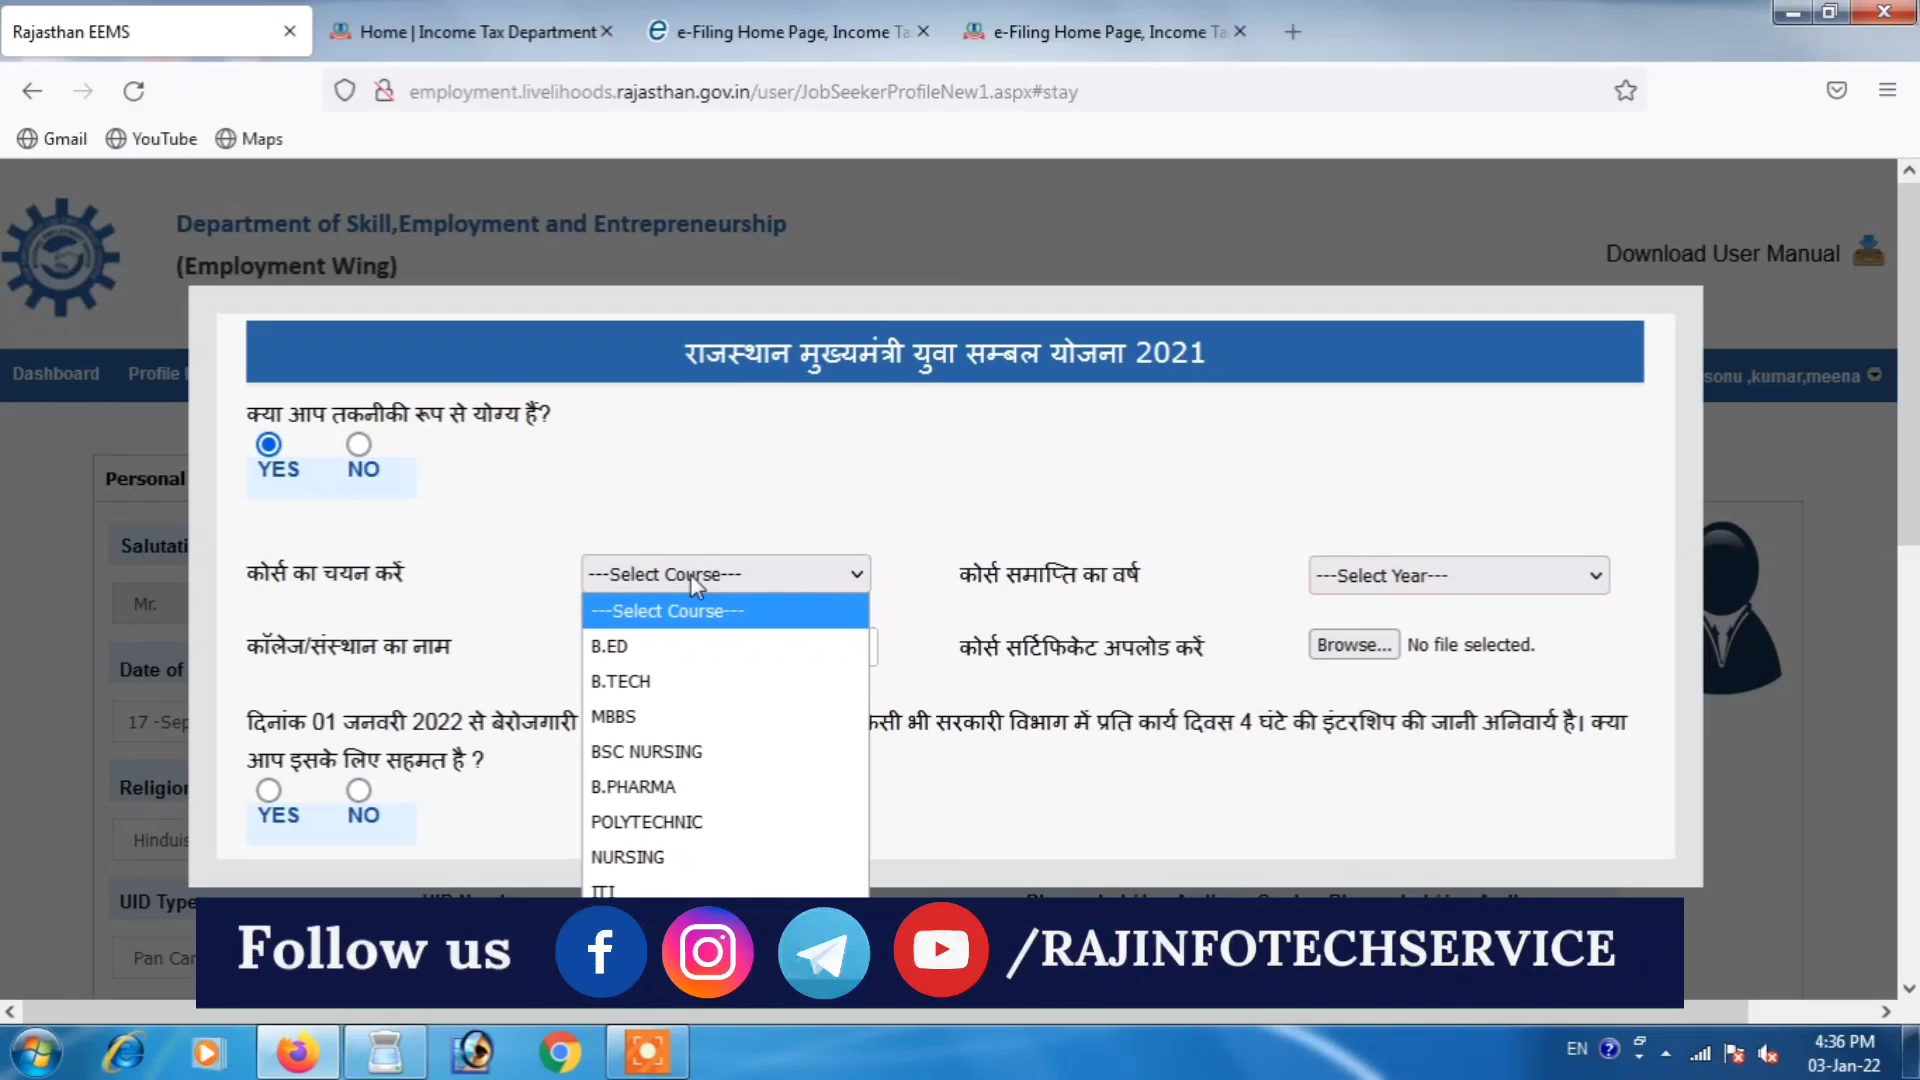 Rajasthan EEMS
Home | Income Tax Department
e-Filing Home Page, Income Ta
e-Filing Home Page, Income Ta
employment.livelihoods.rajasthan.gov.in/user/JobSeekerProfileNew1.aspx#stay
Gmail YouTube Maps
Department of Skill,Employment and Entrepreneurship
(Employment Wing)
Download User Manual
Dashboard Profile
sonu ,kumar,meena
राजस्थान मुख्यमंत्री युवा सम्बल योजना 2021
क्या आप तकनीकी रूप से योग्य हैं?
YES NO
Personal
Salutati
Mr.
कोर्स का चयन करें ---Select Course--- कोर्स समाप्ति का वर्ष ---Select Year---
---Select Course---
B.ED
B.TECH
MBBS
BSC NURSING
B.PHARMA
POLYTECHNIC
NURSING
ITI
कॉलेज/संस्थान का नाम कोर्स सर्टिफिकेट अपलोड करें Browse... No file selected.
Date of
17 -Sep
दिनांक 01 जनवरी 2022 से बेरोजगारी कसी भी सरकारी विभाग में प्रति कार्य दिवस 4 घंटे की इंटरशिप की जानी अनिवार्य है। क्या
आप इसके लिए सहमत है ?
YES NO
Religion
Hinduis
UID Type
Pan Car
Follow us /RAJINFOTECHSERVICE
EN
4:36 PM
03-Jan-22